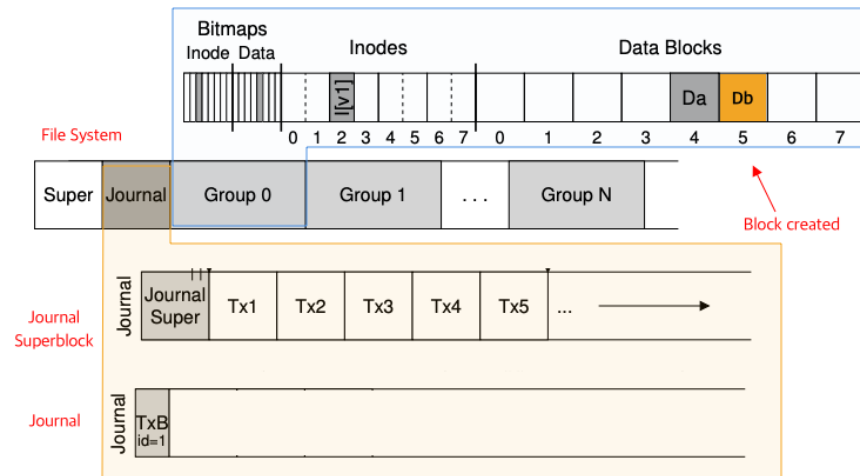 Bitmaps
Inode Data
Inodes
Data Blocks
I[v1]
Da
Db
0 1 2 3 4 5 6 7 0 1 2 3 4 5 6 7
File System
Super
Journal
Group 0
Group 1
...
Group N
Block created
Journal
Journal Super
Tx1
Tx2
Tx3
Tx4
Tx5
...
Journal Superblock
Journal
Journal
TxB
id=1